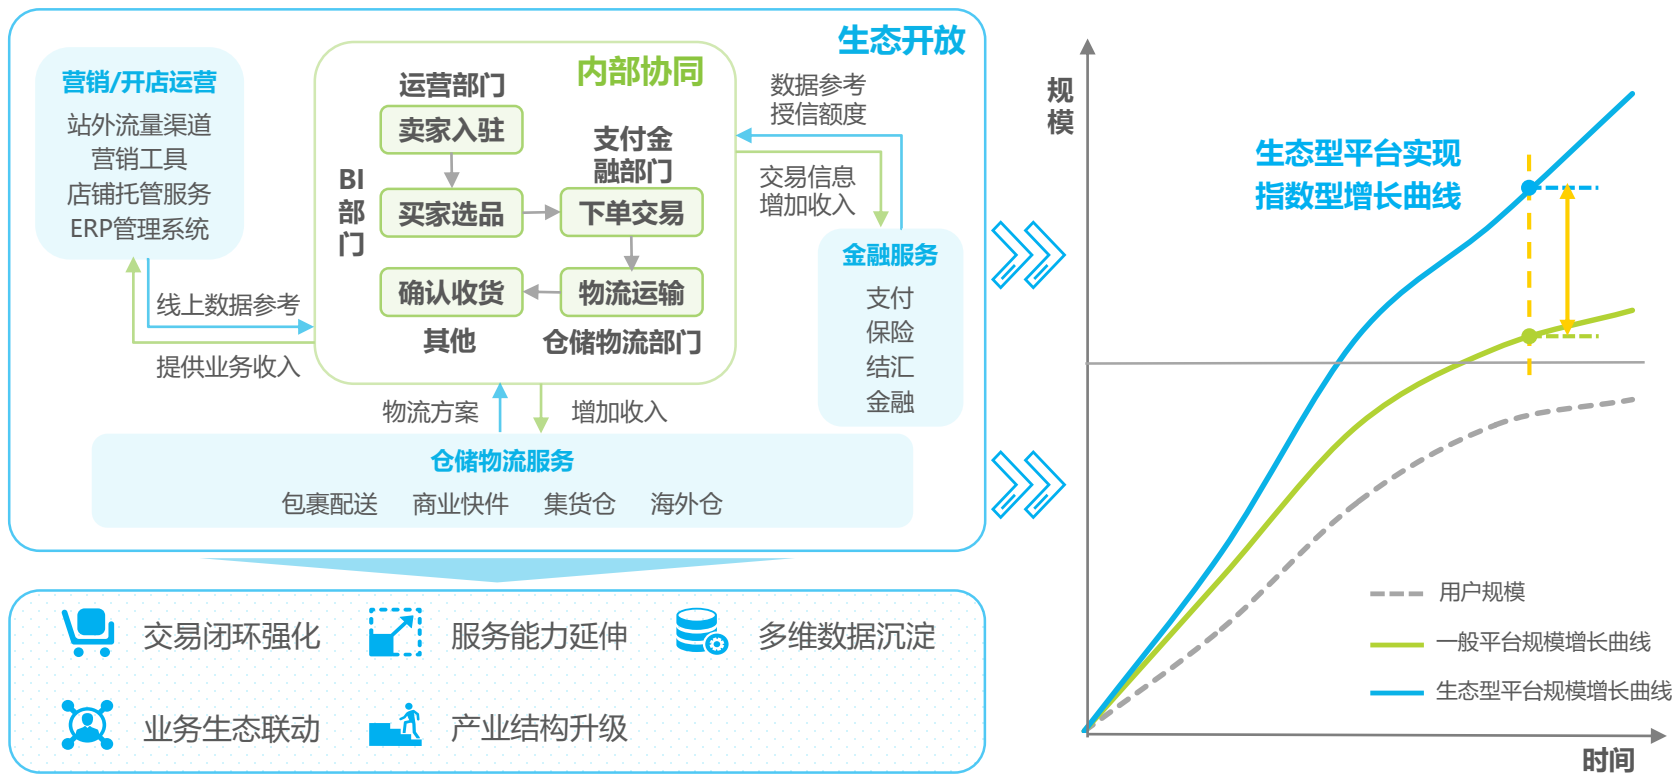 生态开放
营销/开店运营
站外流量渠道
营销工具
店铺托管服务
ERP管理系统
线上数据参考
提供业务收入
内部协同
运营部门
卖家入驻
BI
部
门
买家选品
支付金
融部门
下单交易
确认收货
物流运输
其他
仓储物流部门
数据参考
授信额度
交易信息
增加收入
金融服务
支付
保险
结汇
金融
物流方案
增加收入
仓储物流服务
包裹配送 商业快件 集货仓 海外仓
交易闭环强化
服务能力延伸
多维数据沉淀
业务生态联动
产业结构升级
规
模
生态型平台实现
指数型增长曲线
用户规模
一般平台规模增长曲线
生态型平台规模增长曲线
时间